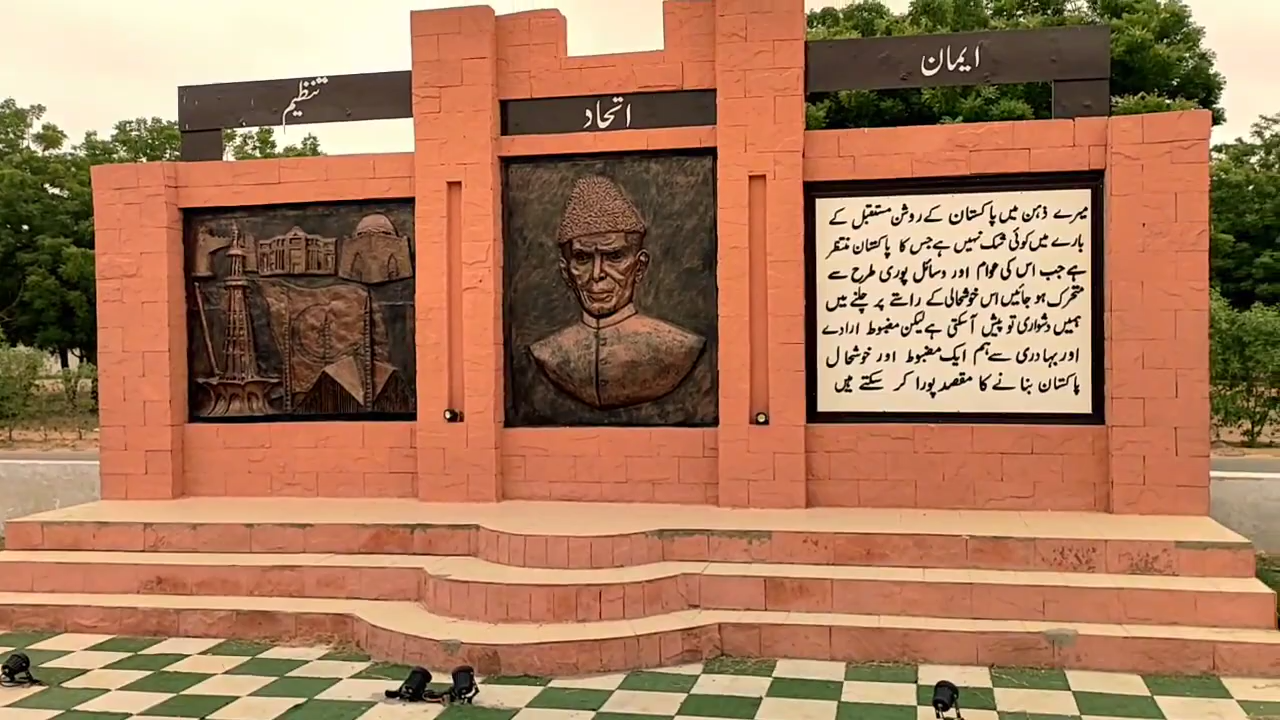 ایمان
اتحاد
تنظیم
میرے ذہن میں پاکستان کے روشن مستقبل کے
بارے میں کوئی شک نہیں ہے جس کا پاکستان منتظر
ہے جب اس کی عوام اور وسائل پوری طرح سے
متحرک ہو جائیں اس خوشحالی کے راستے پر چلنے میں
ہمیں دشواری تو پیش آ سکتی ہے لیکن مضبوط ارادے
اور بہادری سے ہم ایک مضبوط اور خوشحال
پاکستان بنانے کا مقصد پورا کر سکتے ہیں